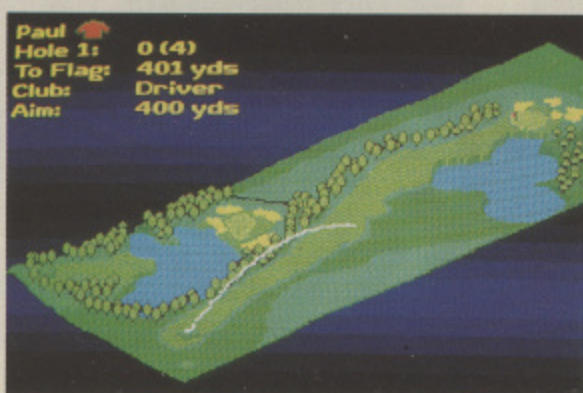 Paul
Hole 1: 0 (4)
To Flag: 401 yds
Club: Driver
Aim: 400 yds